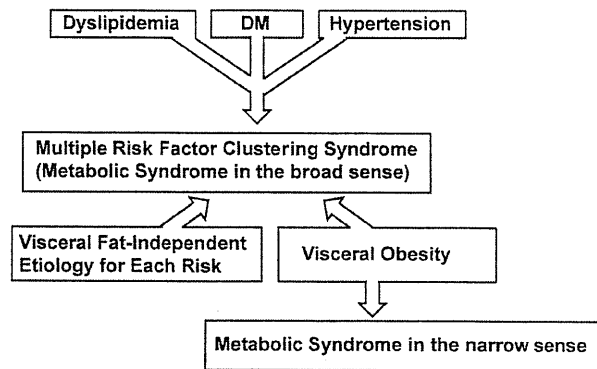 Dyslipidemia
DM
Hypertension
Multiple Risk Factor Clustering Syndrome
(Metabolic Syndrome in the broad sense)
Visceral Fat-Independent
Etiology for Each Risk
Visceral Obesity
Metabolic Syndrome in the narrow sense